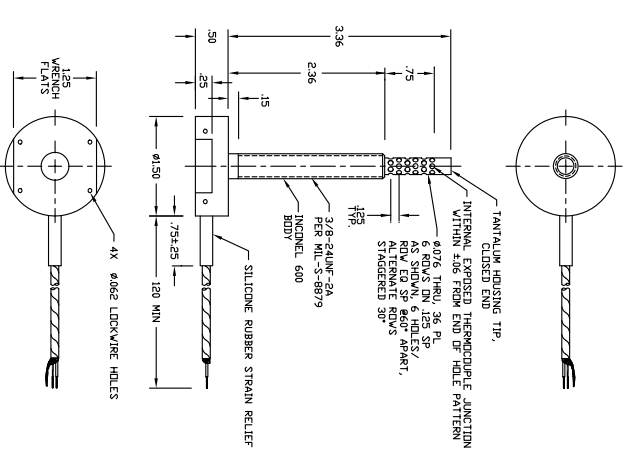 3.36
2.36
.75
.50
.25
.15
1.25
WRENCH
FLATS
Ø1.50
.75±.25
120 MIN
4X Ø.062 LOCKWIRE HOLES
SILICONE RUBBER STRAIN RELIEF
INCONEL 600
BODY
3/8-24UNF-2A
PER MIL-S-8879
.125
TYP.
Ø.076 THRU, 36 PL
6 ROWS ON .125 SP
AS SHOWN, 6 HOLES/
ROW EQ SP @60° APART,
ALTERNATE ROWS
STAGGERED 30°
INTERNAL EXPOSED THERMOCOUPLE JUNCTION
WITHIN ±.06 FROM END OF HOLE PATTERN
TANTALUM HOUSING TIP,
CLOSED END